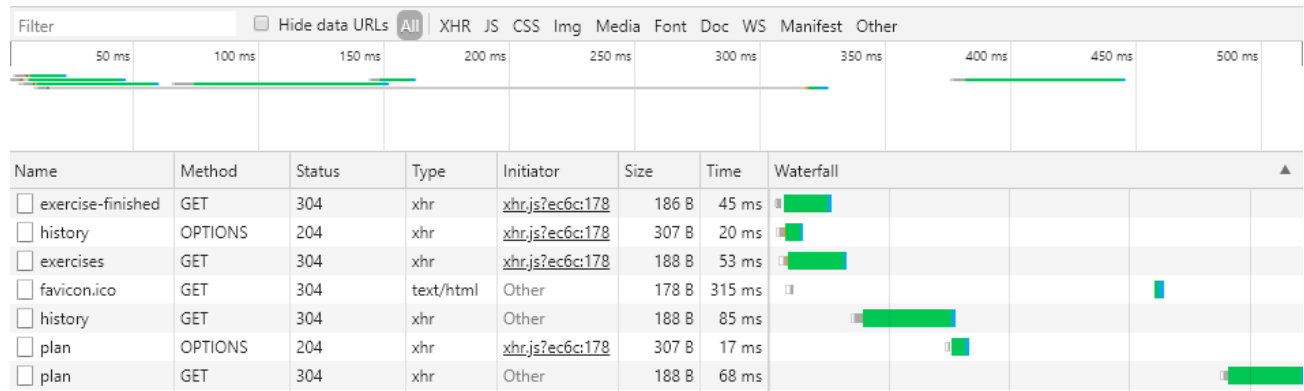 Filter Hide data URLs All XHR JS CSS Img Media Font Doc WS Manifest Other
50 ms 100 ms 150 ms 200 ms 250 ms 300 ms 350 ms 400 ms 450 ms 500 ms
Name Method Status Type Initiator Size Time Waterfall
exercise-finished GET 304 xhr xhr.js?ec6c:178 186 B 45 ms
history OPTIONS 204 xhr xhr.js?ec6c:178 307 B 20 ms
exercises GET 304 xhr xhr.js?ec6c:178 188 B 53 ms
favicon.ico GET 304 text/html Other 178 B 315 ms
history GET 304 xhr Other 188 B 85 ms
plan OPTIONS 204 xhr xhr.js?ec6c:178 307 B 17 ms
plan GET 304 xhr Other 188 B 68 ms